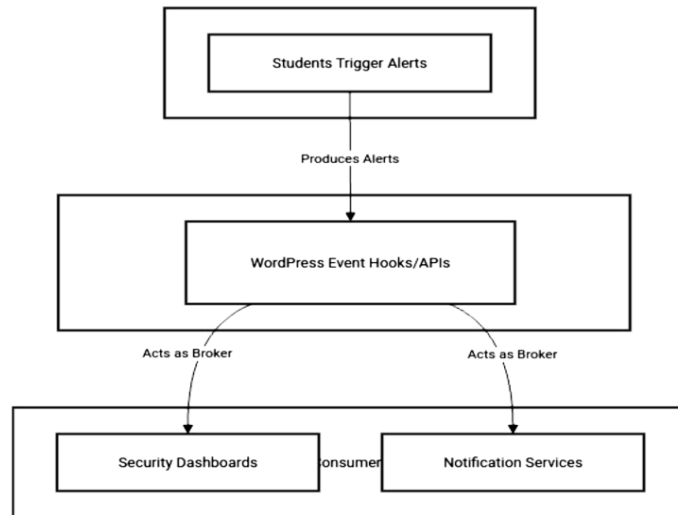 Students Trigger Alerts
Produces Alerts
WordPress Event Hooks/APIs
Acts as Broker
Acts as Broker
Security Dashboards
onsumer
Notification Services